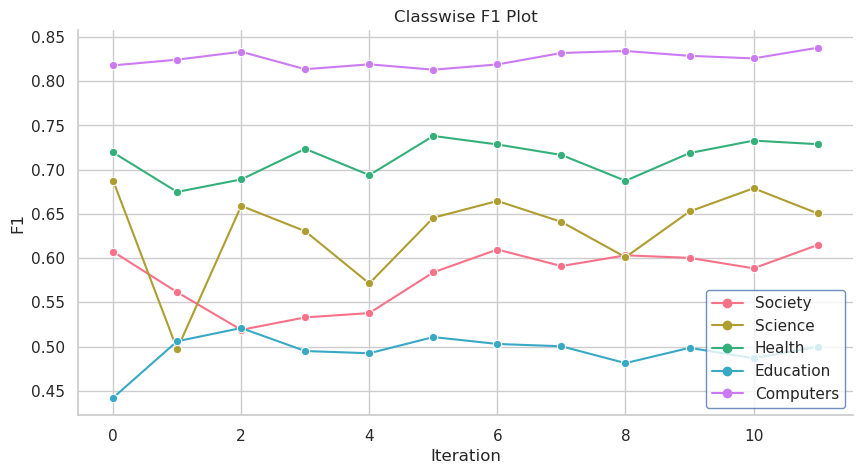 Classwise F1 Plot
0.85
0.80
0.75
0.70
0.65
0.60
0.55
0.50
0.45
F1
0 2 4 6 8 10
Iteration
Society
Science
Health
Education
Computers